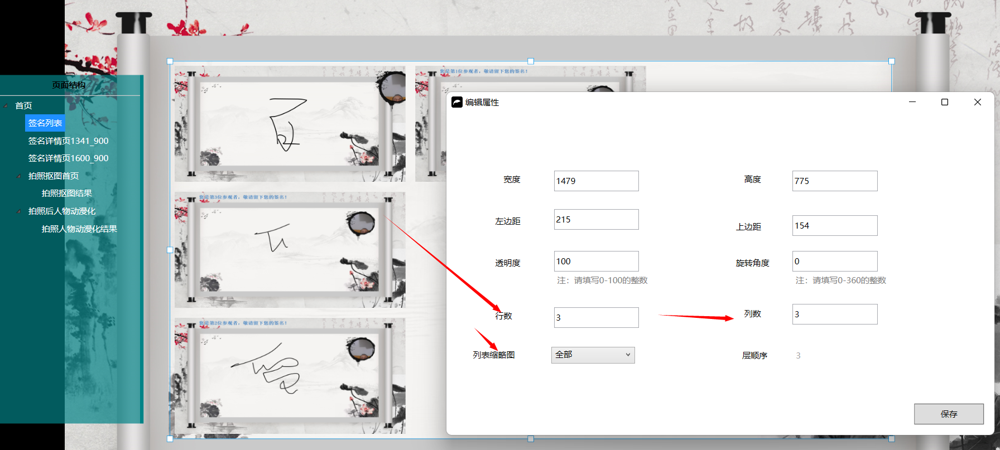 页面结构
首页
签名列表
签名详情页1341_900
签名详情页1600_900
拍照抠图首页
拍照抠图结果
拍照后人物动漫化
拍照人物动漫化结果
您是第1位参观者，敬请留下您的签名！
您是第3位参观者，敬请留下您的签名！
您是第2位参观者，敬请留下您的签名！
编辑属性
宽度 1479 高度 775
左边距 215 上边距 154
透明度 100 旋转角度 0
注：请填写0-100的整数 注：请填写0-360的整数
行数 3 列数 3
列表缩略图 全部 层顺序 3
保存